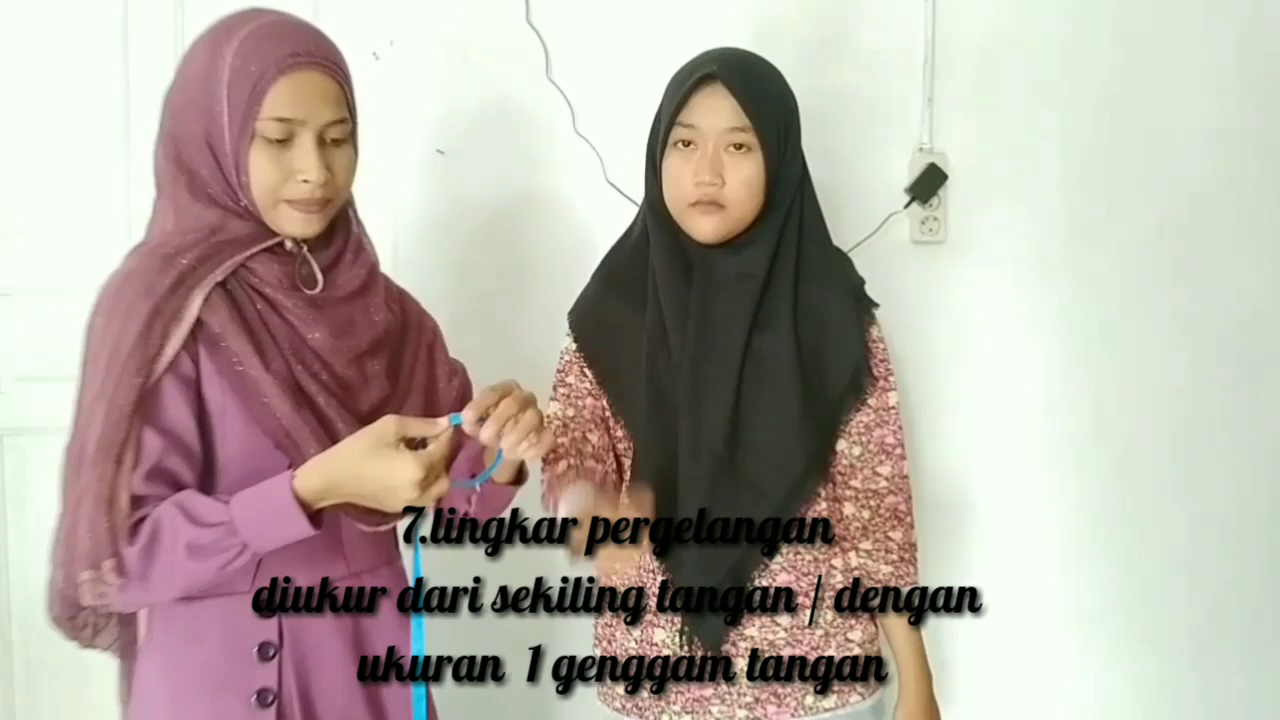 7.lingkar pergelangan
diukur dari sekiling tangan / dengan
ukuran 1 genggam tangan